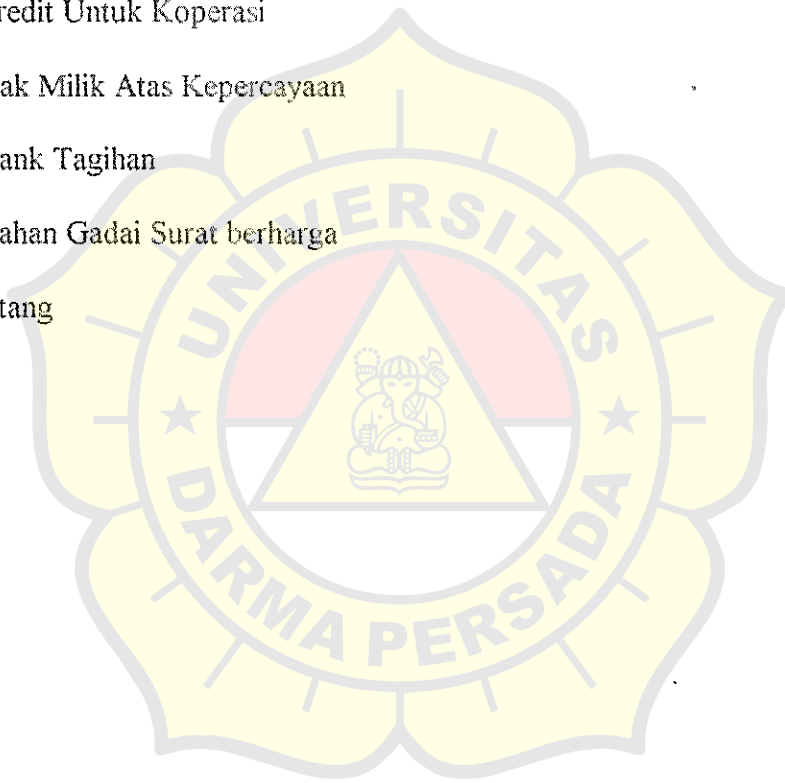 redit Untuk Koperasi
ak Milik Atas Kepercayaan
ank Tagihan
ahan Gadai Surat berharga
tang
UNIVERSITAS
DARMA PERSADA